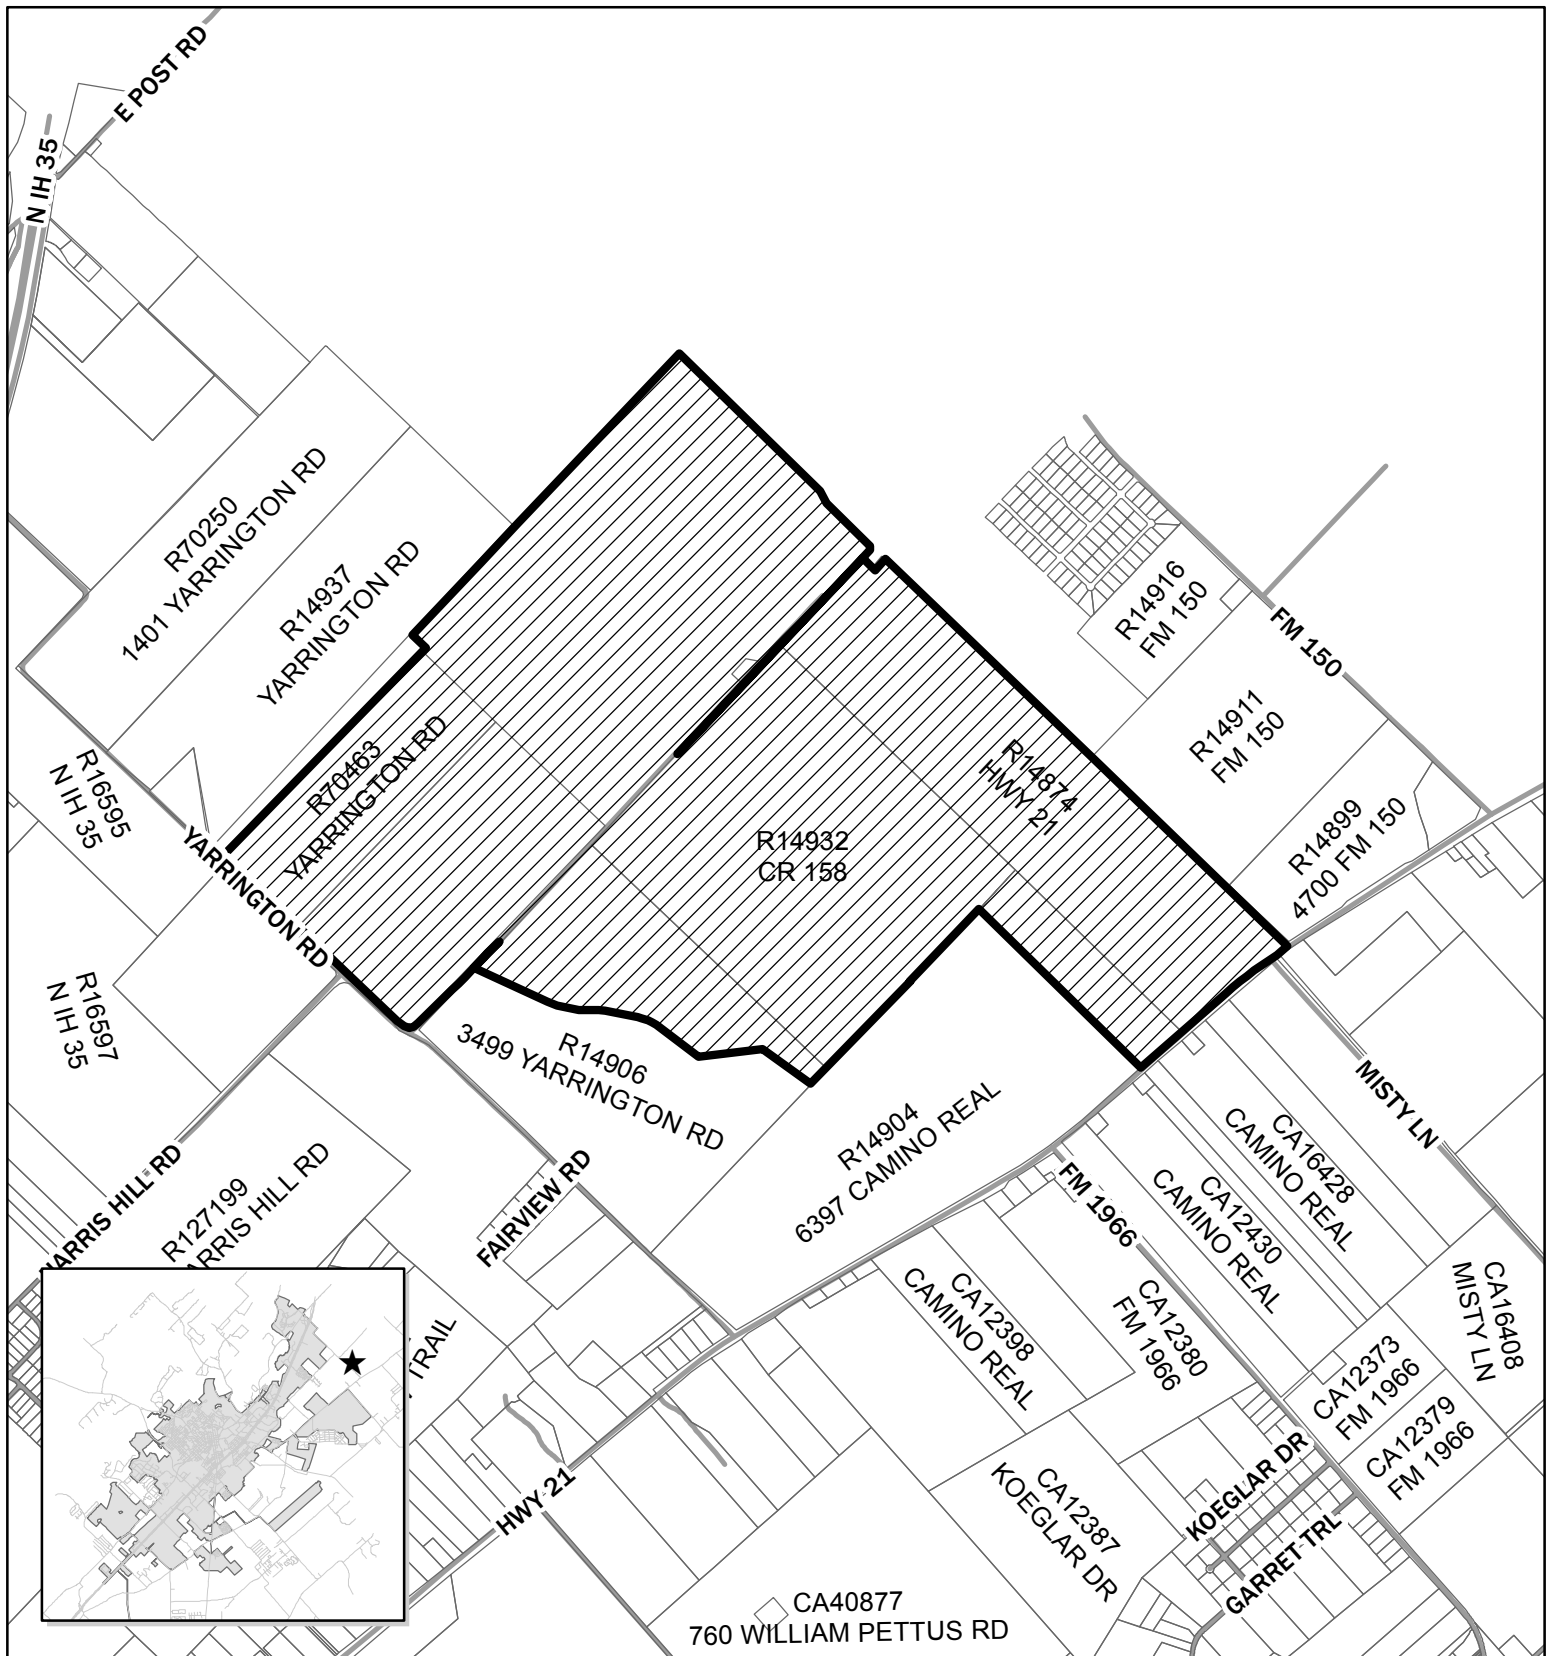 E POST RD
N IH 35
R70250
1401 YARRINGTON RD
R14937
YARRINGTON RD
R14916
FM 150
FM 150
R14911
FM 150
R16595
N IH 35
R70463
YARRINGTON RD
R14874
HWY 21
R14932
CR 158
R14899
4700 FM 150
YARRINGTON RD
R16597
N IH 35
R14906
3499 YARRINGTON RD
R14904
6397 CAMINO REAL
MISTY LN
HARRIS HILL RD
R127199
ARRIS HILL RD
FAIRVIEW RD
FM 1966
CA16428
CAMINO REAL
CA12430
CAMINO REAL
CA16408
MISTY LN
CA12398
CAMINO REAL
CA12380
FM 1966
CA12373
FM 1966
CA12379
FM 1966
TRAIL
HWY 21
CA12387
KOEGLAR DR
KOEGLAR DR
GARRET TRL
CA40877
760 WILLIAM PETTUS RD